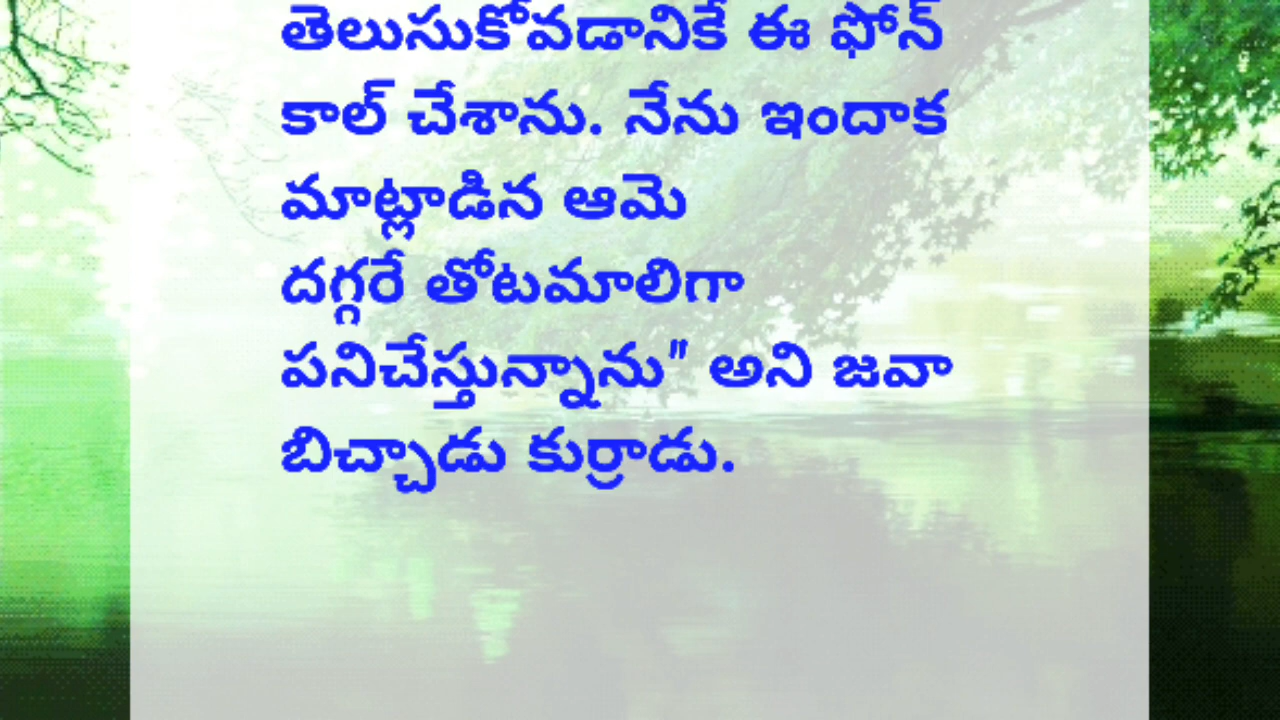 తెలుసుకోవడానికే ఈ ఫోన్
కాల్ చేశాను. నేను ఇందాక
మాట్లాడిన ఆమె
దగ్గరే తోటమాలిగా
పనిచేస్తున్నాను" అని జవా
బిచ్చాడు కుర్రాడు.